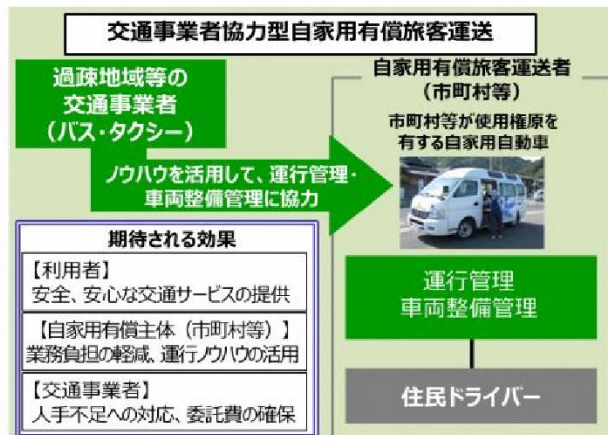 交通事業者協力型自家用有償旅客運送
過疎地域等の
交通事業者
(バス・タクシー)
ノウハウを活用して、運行管理・
車両整備管理に協力
自家用有償旅客運送者
(市町村等)
市町村等が使用権原を
有する自家用自動車
運行管理
車両整備管理
住民ドライバー
期待される効果
【利用者】
安全、安心な交通サービスの提供
【自家用有償主体(市町村等)】
業務負担の軽減、運行ノウハウの活用
【交通事業者】
人手不足への対応、委託費の確保